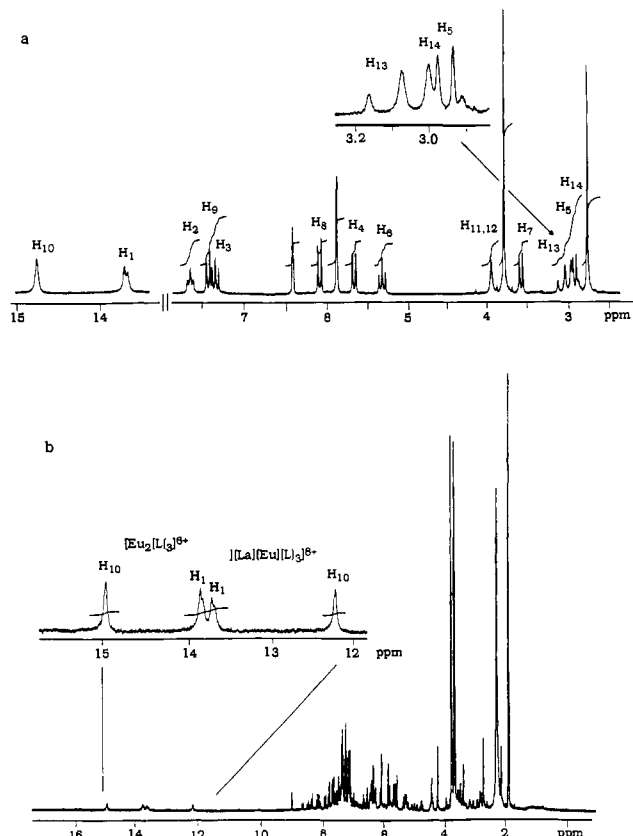 a
H5
H14
H13
3.2 3.0
H10
H1
H2
H9
H3
H8
H4
H6
H11,12
H7
H13
H5
H14
15 14 7 6 5 4 3 ppm
b
[Eu2[L(3]6+
][La][Eu][L)3]6+
H10
H1
H1
H10
15 14 13 12 ppm
16 14 12 10 8 6 4 2 ppm